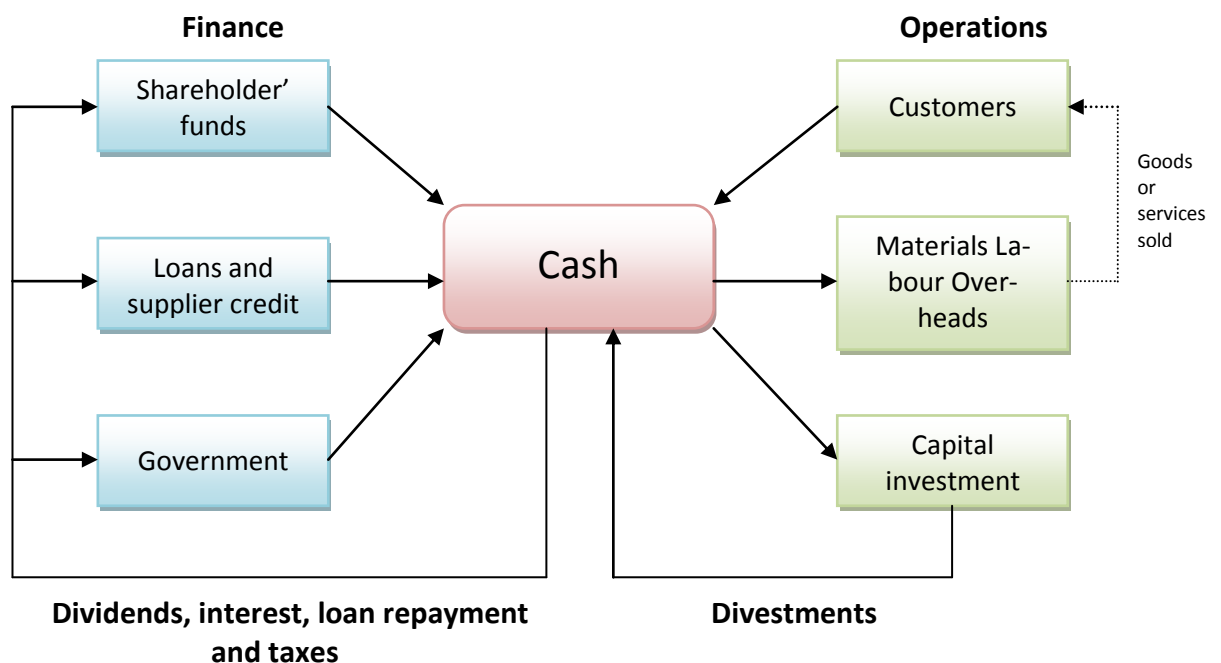 Finance
Shareholder’
funds
Loans and
supplier credit
Government
Cash
Operations
Customers
Materials La-
bour Over-
heads
Capital
investment
Goods
or
services
sold
Dividends, interest, loan repayment
and taxes
Divestments